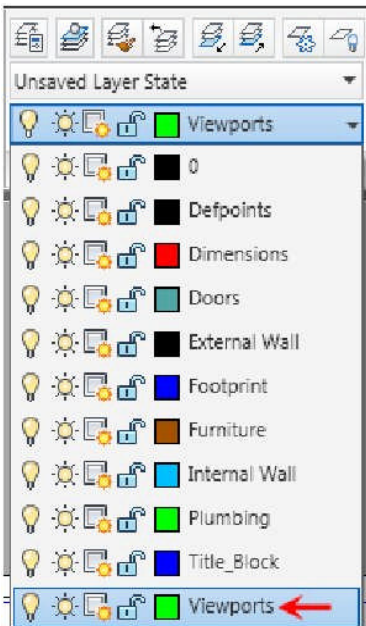 Unsaved Layer State
Viewports
0
Defpoints
Dimensions
Doors
External Wall
Footprint
Furniture
Internal Wall
Plumbing
Title_Block
Viewports